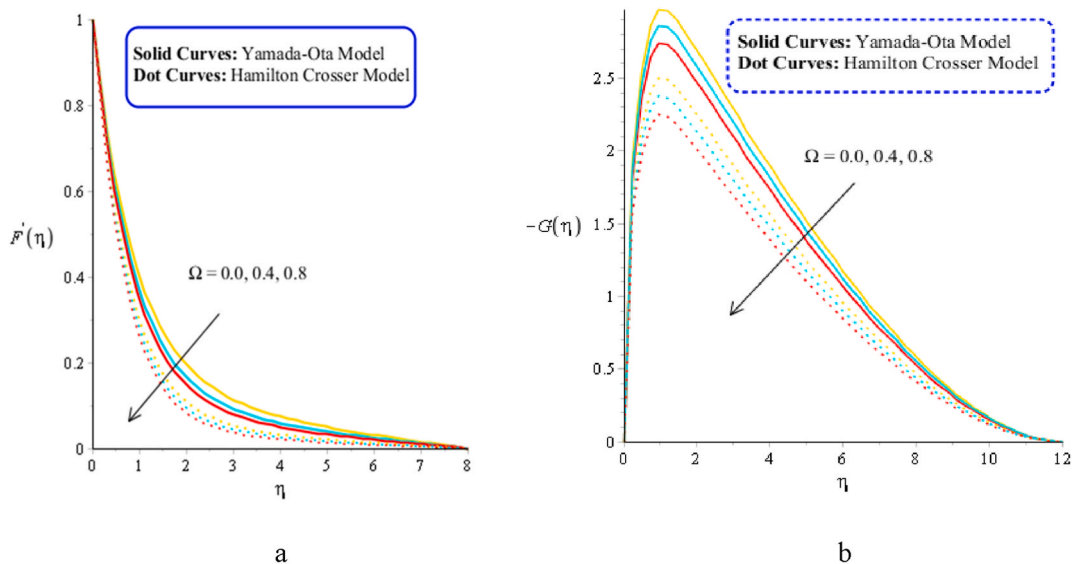 Solid Curves: Yamada-Ota Model
Dot Curves: Hamilton Crosser Model
Ω = 0.0, 0.4, 0.8
F'(η)
1
0.8
0.6
0.4
0.2
0
0 1 2 3 4 5 6 7 8
η
a
Solid Curves: Yamada-Ota Model
Dot Curves: Hamilton Crosser Model
Ω = 0.0, 0.4, 0.8
-G(η)
2.5
2
1.5
1
0.5
0
0 2 4 6 8 10 12
η
b